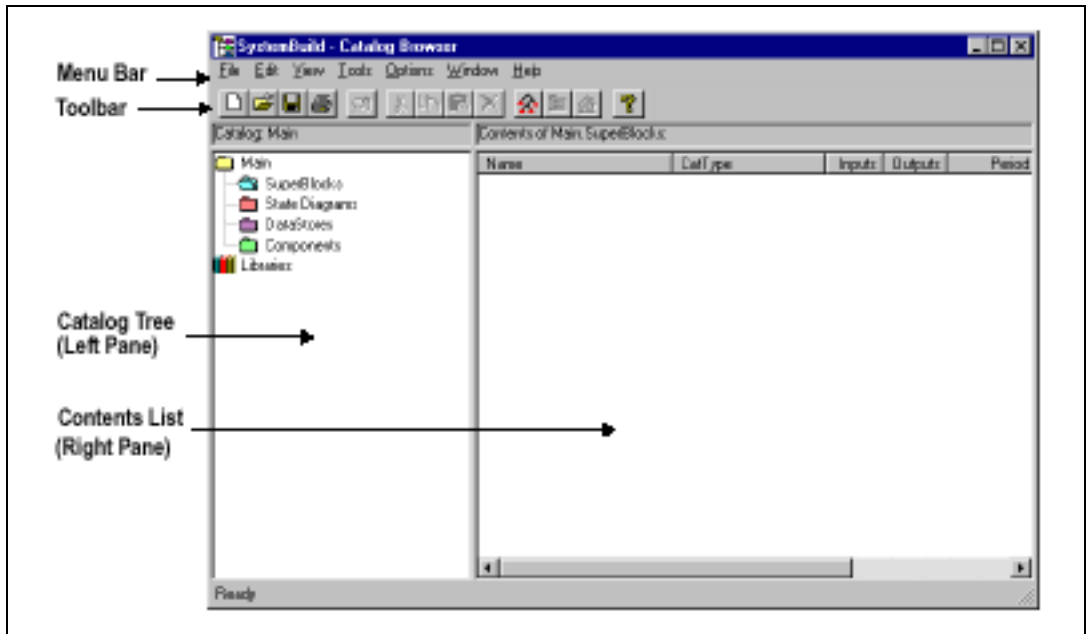 SystemBuild - Catalog Browser
Menu Bar
File Edit View Tools Options Window Help
Toolbar
Catalog: Main
Contents of Main.SuperBlocks:
Main
Name CatType Inputs Outputs Period
SuperBlocks
State Diagrams
DataStores
Components
Libraries
Catalog Tree
(Left Pane)
Contents List
(Right Pane)
Ready